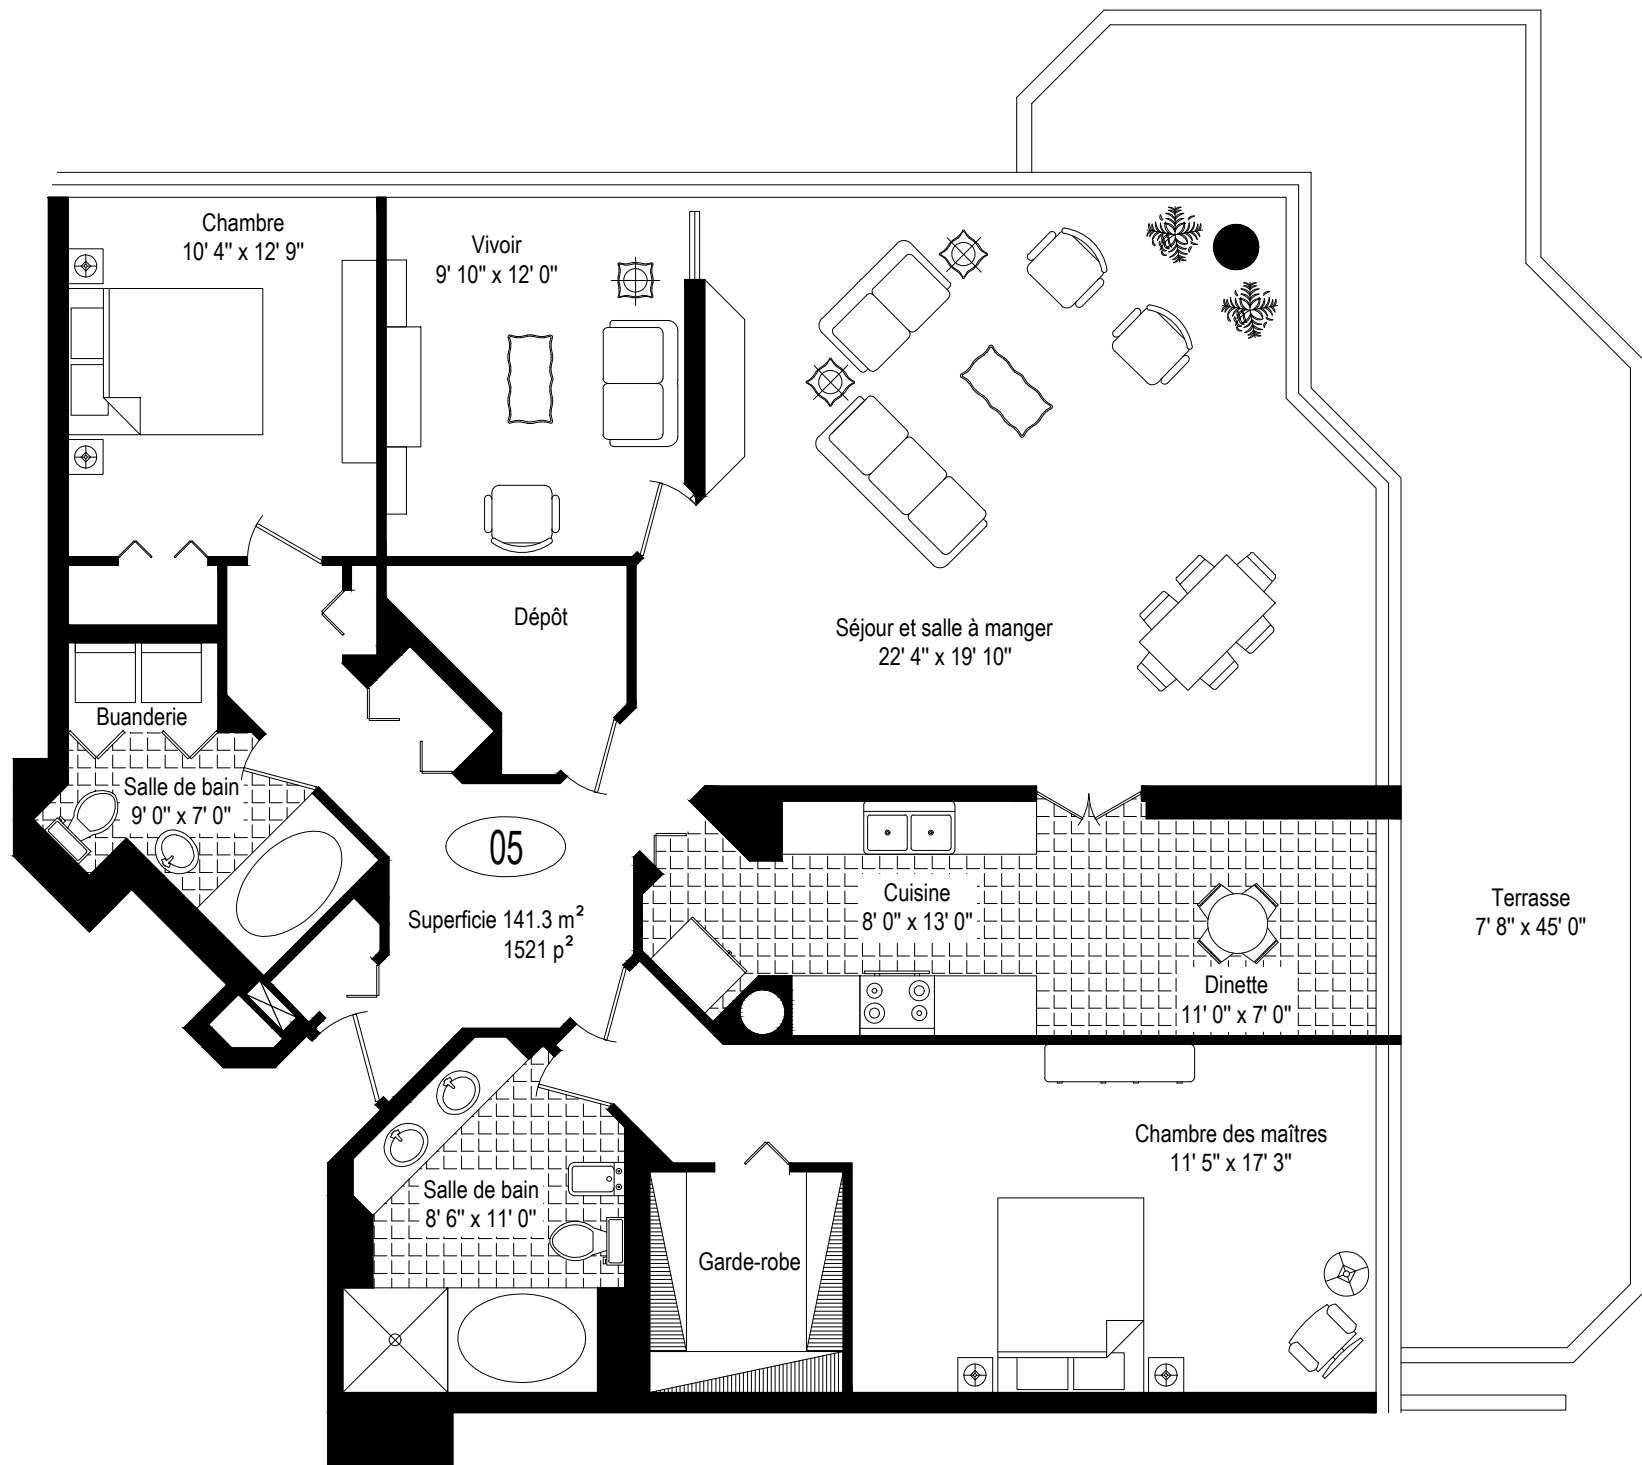 Chambre
10' 4" x 12' 9"
Vivoir
9' 10" x 12' 0"
Dépôt
Séjour et salle à manger
22' 4" x 19' 10"
Buanderie
Salle de bain
9' 0" x 7' 0"
05
Superficie 141.3 m²
1521 p²
Cuisine
8' 0" x 13' 0"
Dinette
11' 0" x 7' 0"
Terrasse
7' 8" x 45' 0"
Chambre des maîtres
11' 5" x 17' 3"
Salle de bain
8' 6" x 11' 0"
Garde-robe